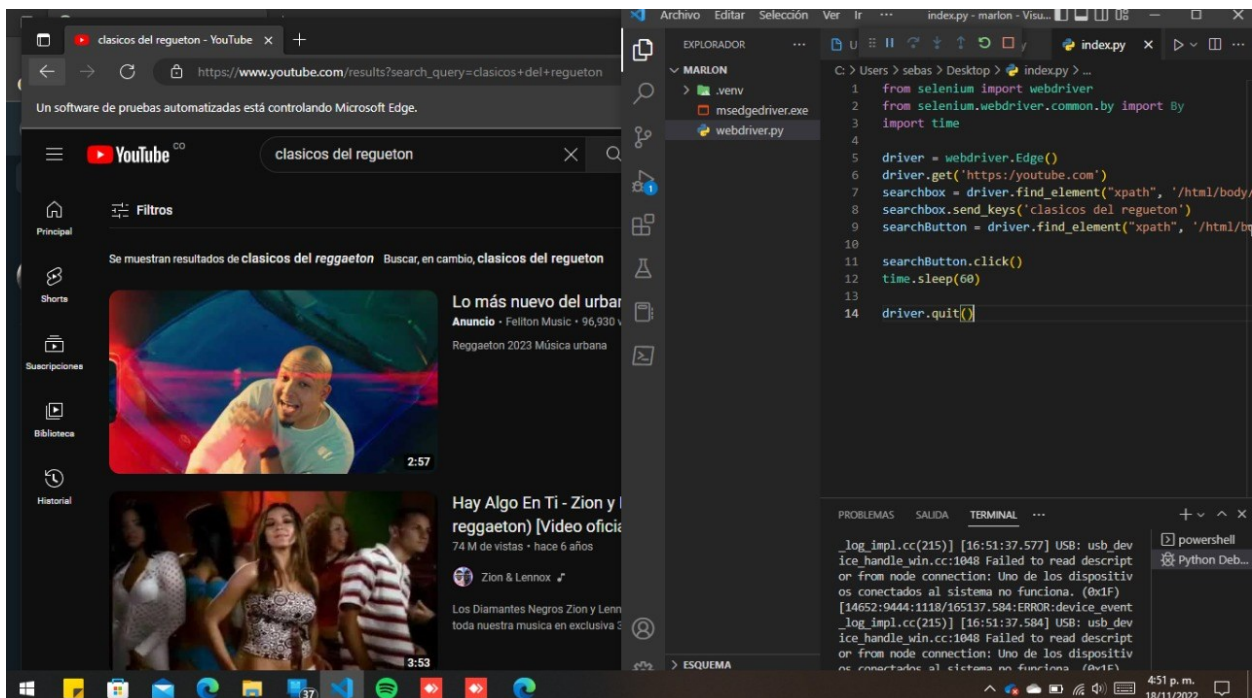 clasicos del regueton - YouTube
https://www.youtube.com/results?search_query=clasicos+del+regueton
Un software de pruebas automatizadas está controlando Microsoft Edge.
YouTube CO
clasicos del regueton
Principal
Shorts
Suscripciones
Biblioteca
Historial
Filtros
Se muestran resultados de clasicos del reggaeton Buscar, en cambio, clasicos del regueton
Lo más nuevo del urban
Anuncio • Feliton Music • 96,930 v
Reggaeton 2023 Música urbana
2:57
Hay Algo En Ti - Zion y
reggaeton) [Video oficia
74 M de vistas • hace 6 años
Zion & Lennox
Los Diamantes Negros Zion y Lenn
toda nuestra musica en exclusiva 3
3:53
Archivo Editar Selección Ver Ir ··· index.py - marlon - Visu...
EXPLORADOR ···
MARLON
.venv
msedgedriver.exe
webdriver.py
ESQUEMA
index.py
C: > Users > sebas > Desktop > index.py > ...
1 from selenium import webdriver
2 from selenium.webdriver.common.by import By
3 import time
4
5 driver = webdriver.Edge()
6 driver.get('https:/youtube.com')
7 searchbox = driver.find_element("xpath", '/html/body/
8 searchbox.send_keys('clasicos del regueton')
9 searchButton = driver.find_element("xpath", '/html/bo
10
11 searchButton.click()
12 time.sleep(60)
13
14 driver.quit()
PROBLEMAS SALIDA TERMINAL ···
_log_impl.cc(215)] [16:51:37.577] USB: usb_dev
ice_handle_win.cc:1048 Failed to read descript
or from node connection: Uno de los dispositiv
os conectados al sistema no funciona. (0x1F)
[14652:9444:1118/165137.584:ERROR:device_event
_log_impl.cc(215)] [16:51:37.584] USB: usb_dev
ice_handle_win.cc:1048 Failed to read descript
or from node connection: Uno de los dispositiv
os conectados al sistema no funciona. (0x1F)
powershell
Python Deb...
1
37
4:51 p. m.
18/11/2022